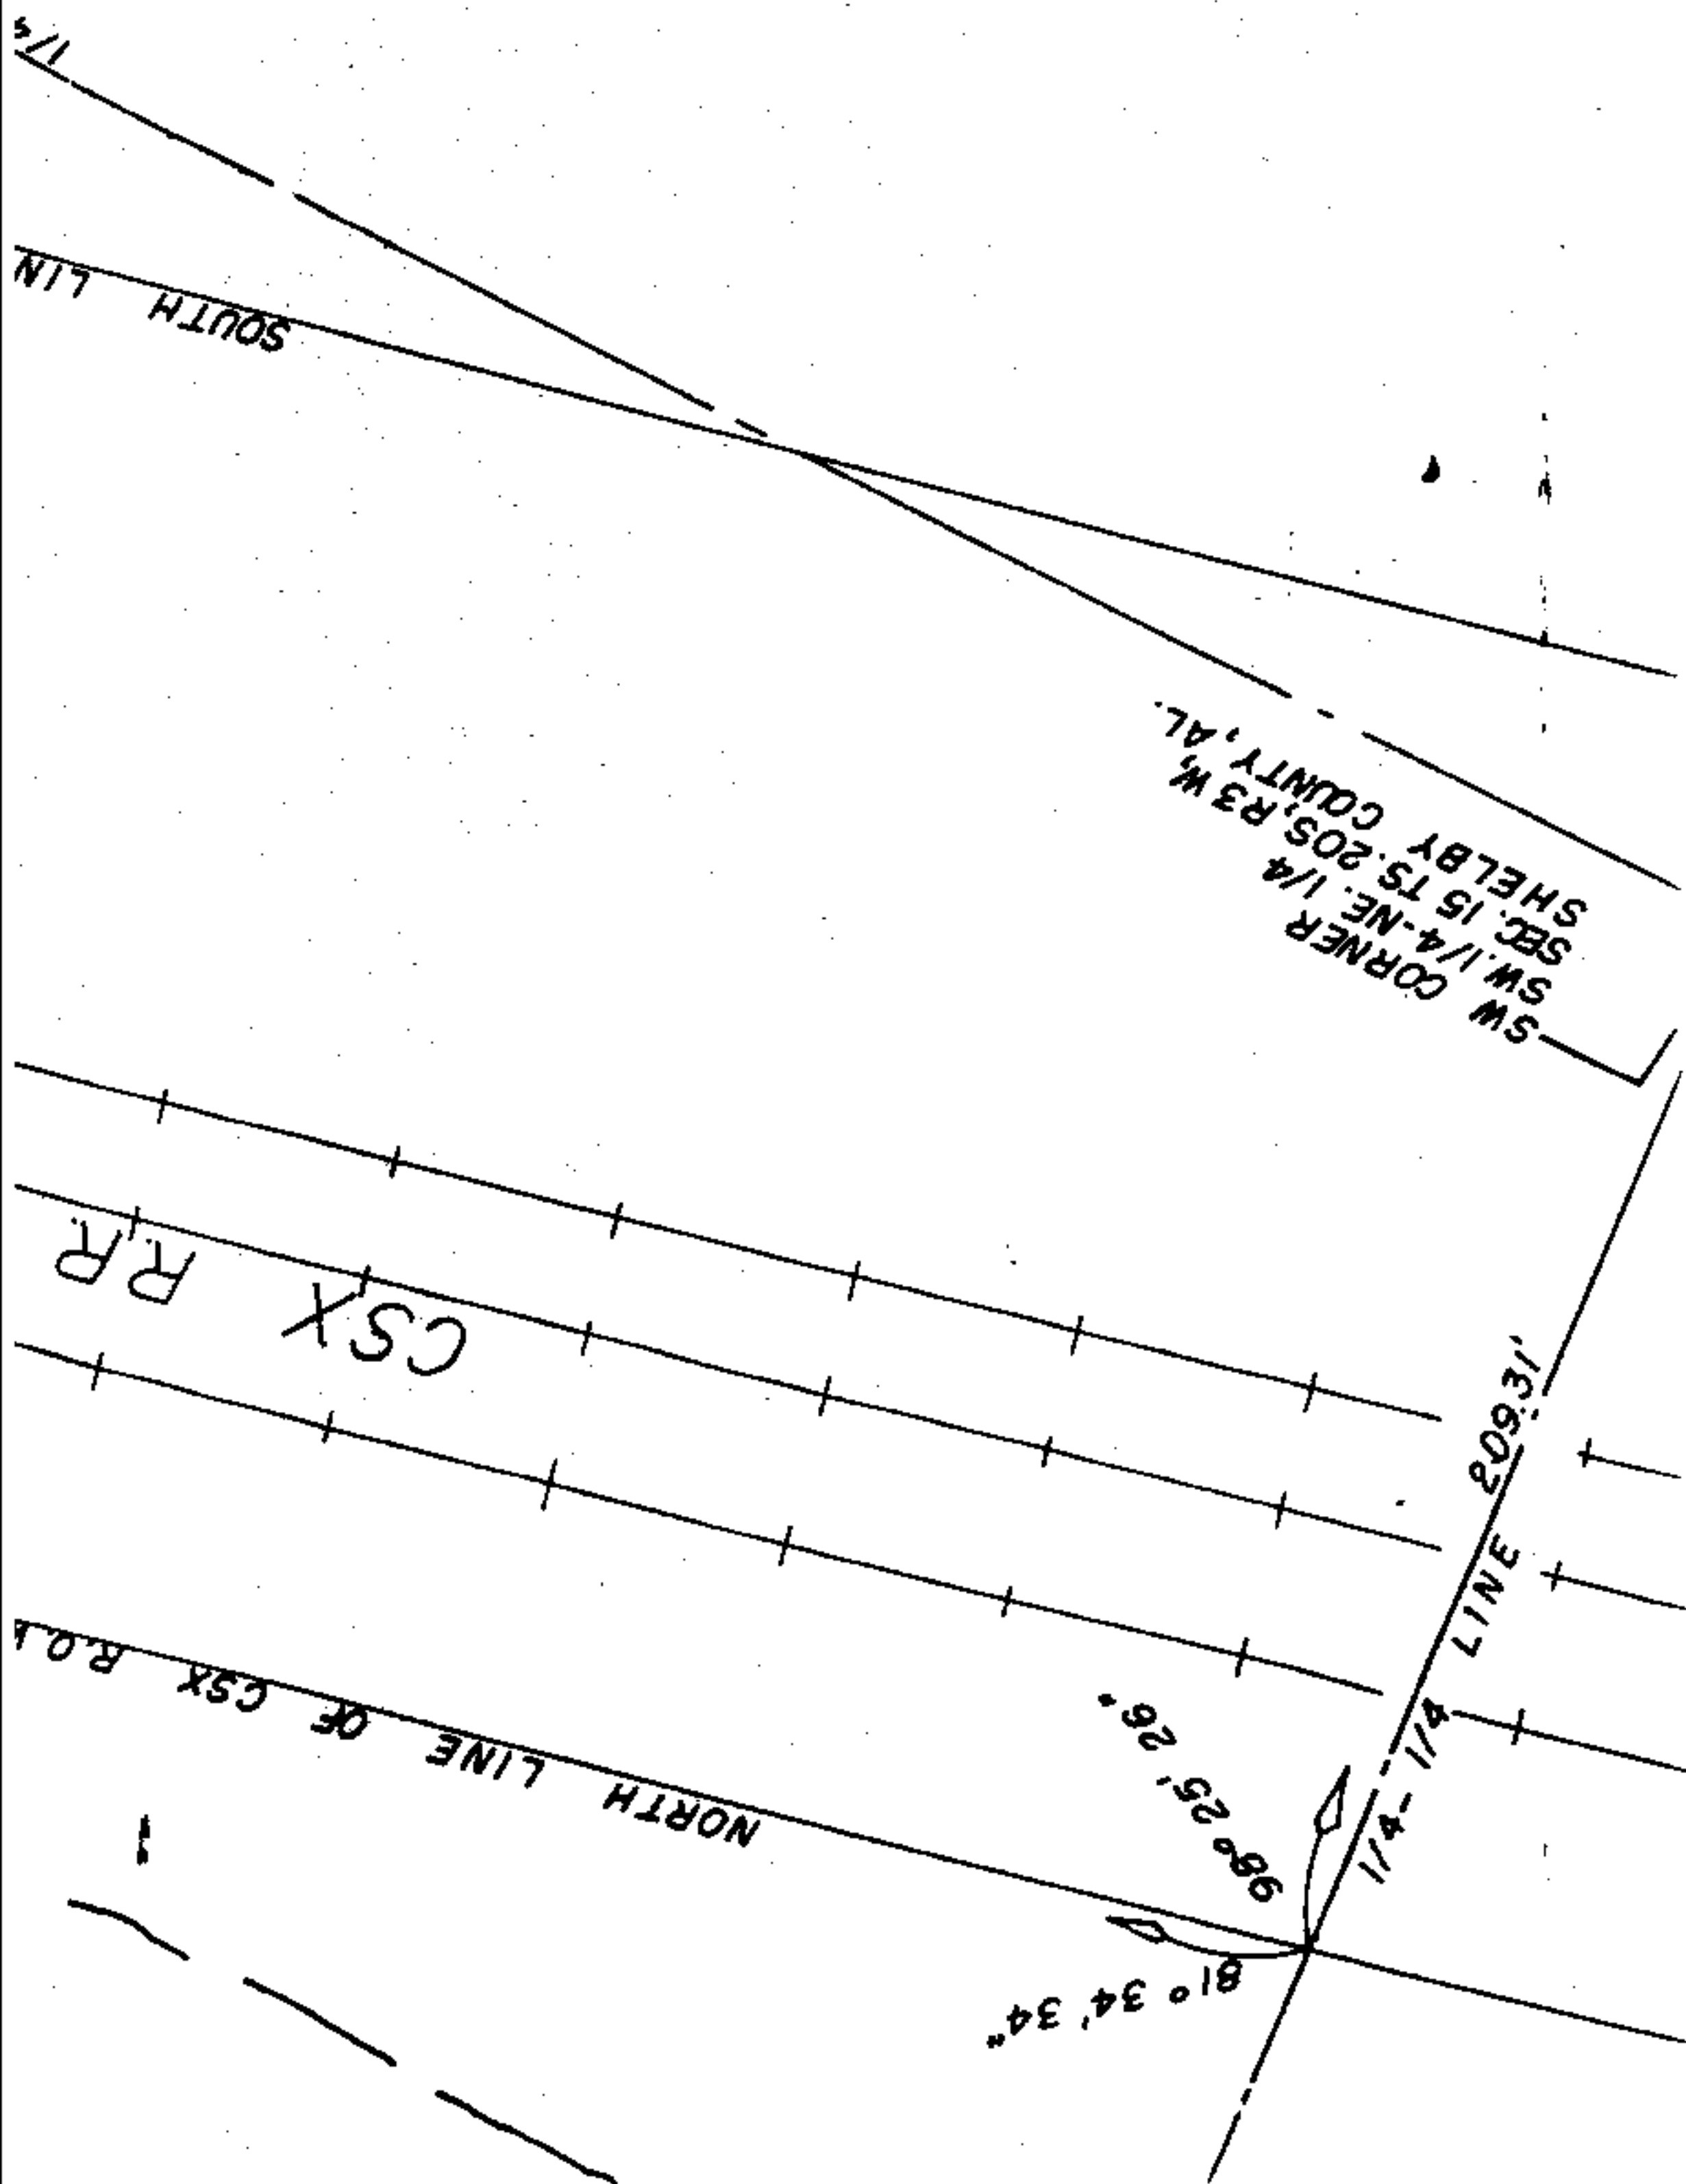 81° 34' 34"
98° 25' 26"
NORTH LINE OF CSX R.O.
1/4-1/4 LINE 209.31'
CSX R.R.
SW CORNER
SW.1/4-NE. 1/4
SEC. 15 TS. 20S, R3W,
SHELBY COUNTY, AL.
SOUTH LIN